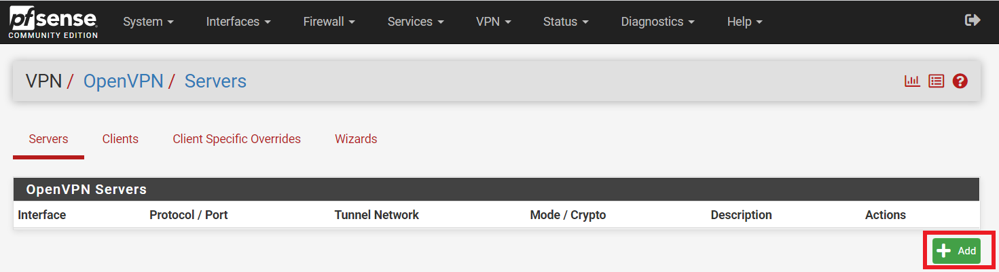 pfsense System Interfaces Firewall Services VPN Status Diagnostics Help
COMMUNITY EDITION
VPN / OpenVPN / Servers
Servers Clients Client Specific Overrides Wizards
OpenVPN Servers
Interface Protocol / Port Tunnel Network Mode / Crypto Description Actions
Add